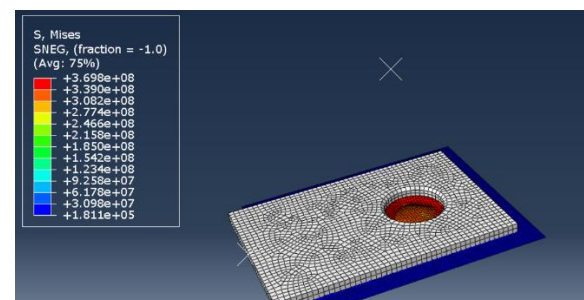 S, Mises
SNEG, (fraction = -1.0)
(Avg: 75%)
+3.698e+08
+3.390e+08
+3.082e+08
+2.774e+08
+2.466e+08
+2.158e+08
+1.850e+08
+1.542e+08
+1.234e+08
+9.258e+07
+6.178e+07
+3.098e+07
+1.811e+05